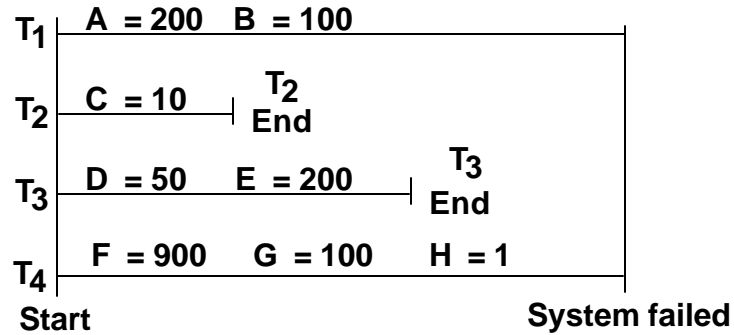 T1 A = 200 B = 100
T2 C = 10 T2
End
T3 D = 50 E = 200 T3
End
T4 F = 900 G = 100 H = 1
Start System failed